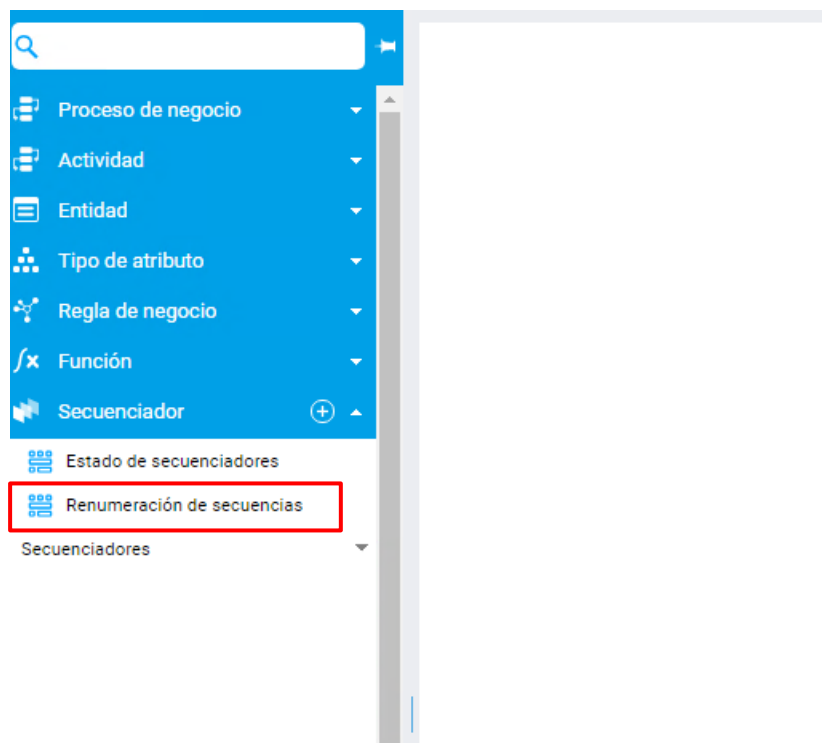 Proceso de negocio
Actividad
Entidad
Tipo de atributo
Regla de negocio
Función
Secuenciador
Estado de secuenciadores
Renumeración de secuencias
Secuenciadores